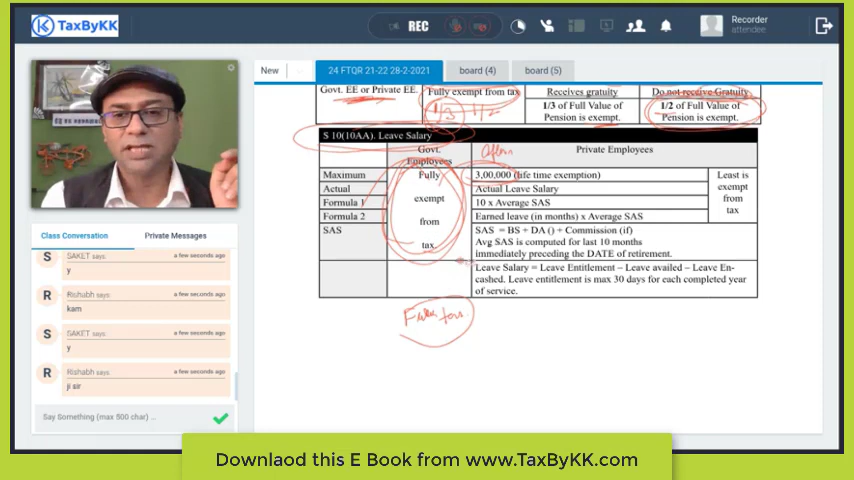 TaxByKK
REC
Recorder
attendee
New
24 FTQR 21-22 28-2-2021
board (4)
board (5)
Govt. EE or Private EE.
Fully exempt from tax
Receives gratuity
Do not receive Gratuity
1/3 1/2
1/3 of Full Value of
Pension is exempt.
1/2 of Full Value of
Pension is exempt.
S 10(10AA). Leave Salary
Govt.
Employees
Private Employees
Maximum
Fully
exempt
from
tax.
3,00,000 (life time exemption)
Least is
exempt
from
tax
Actual
Actual Leave Salary
Formula 1
10 x Average SAS
Formula 2
Earned leave (in months) x Average SAS
SAS
SAS = BS + DA () + Commission (if)
Avg SAS is computed for last 10 months
immediately preceding the DATE of retirement.
Leave Salary = Leave Entitlement – Leave availed – Leave En-
cashed. Leave entitlement is max 30 days for each completed year
of service.
Class Conversation
Private Messages
S
SAKET says:
a few seconds ago
y
R
Rishabh says:
a few seconds ago
kam
S
SAKET says:
a few seconds ago
y
R
Rishabh says:
a few seconds ago
ji sir
Say Something (max 500 char) ...
Downlaod this E Book from www.TaxByKK.com